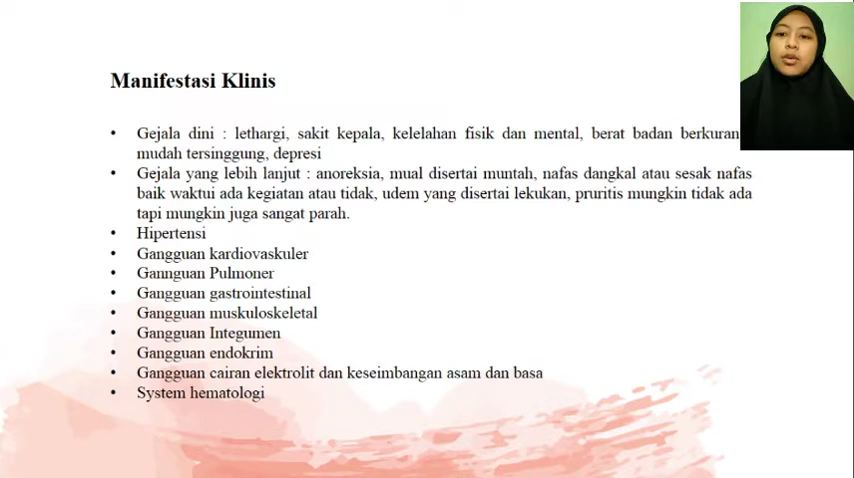 Manifestasi Klinis
• Gejala dini : lethargi, sakit kepala, kelelahan fisik dan mental, berat badan berkurang
mudah tersinggung, depresi
• Gejala yang lebih lanjut : anoreksia, mual disertai muntah, nafas dangkal atau sesak nafas
baik waktui ada kegiatan atau tidak, udem yang disertai lekukan, pruritis mungkin tidak ada
tapi mungkin juga sangat parah.
• Hipertensi
• Gangguan kardiovaskuler
• Gannguan Pulmoner
• Gangguan gastrointestinal
• Gangguan muskuloskeletal
• Gangguan Integumen
• Gangguan endokrim
• Gangguan cairan elektrolit dan keseimbangan asam dan basa
• System hematologi